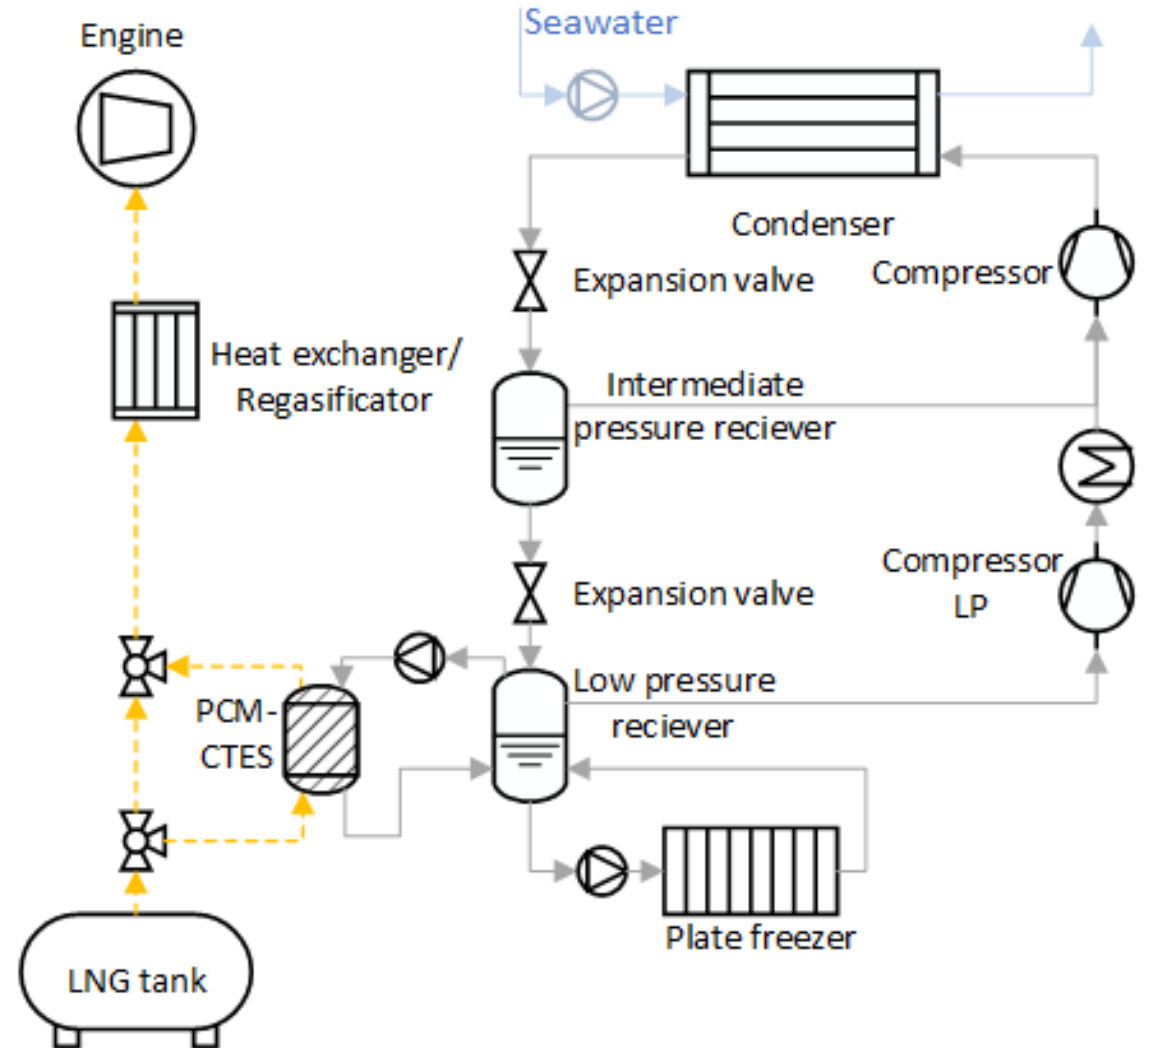 Engine
Seawater
Condenser
Compressor
Expansion valve
Heat exchanger/
Regasificator
Intermediate
pressure reciever
Expansion valve
Compressor
LP
Low pressure
reciever
PCM-
CTES
Plate freezer
LNG tank